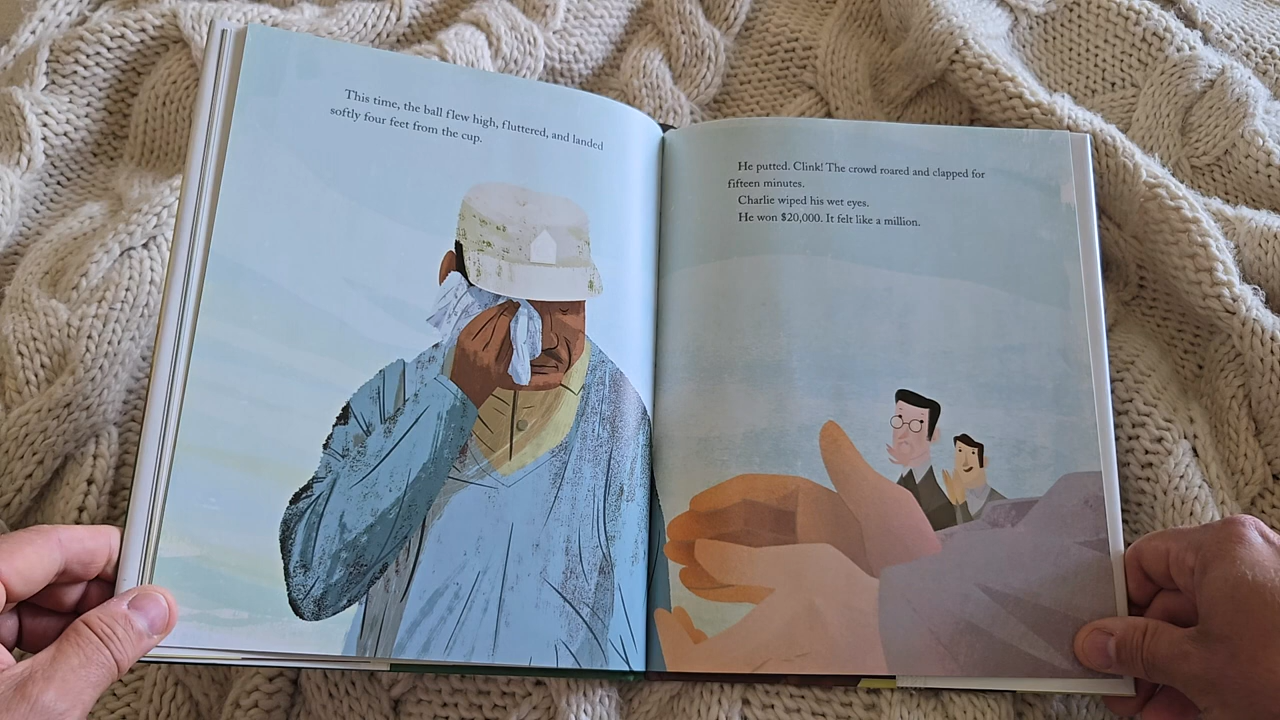 This time, the ball flew high, fluttered, and landed
softly four feet from the cup.
He putted. Clink! The crowd roared and clapped for
fifteen minutes.
Charlie wiped his wet eyes.
He won $20,000. It felt like a million.